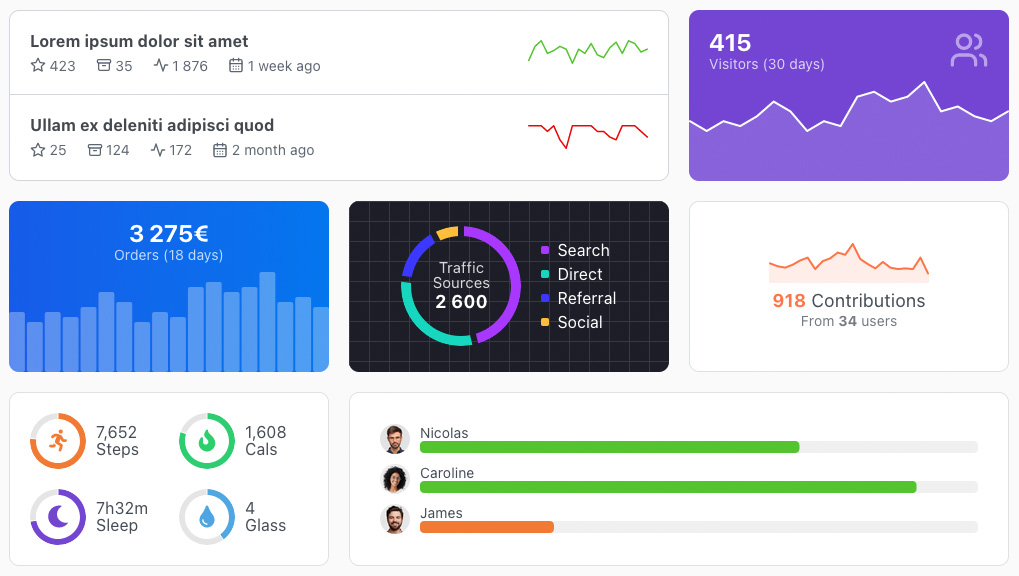 Lorem ipsum dolor sit amet
423 35 1 876 1 week ago
Ullam ex deleniti adipisci quod
25 124 172 2 month ago
415
Visitors (30 days)
3 275€
Orders (18 days)
Traffic
Sources
2 600
Search
Direct
Referral
Social
918 Contributions
From 34 users
7,652
Steps
1,608
Cals
7h32m
Sleep
4
Glass
Nicolas
Caroline
James